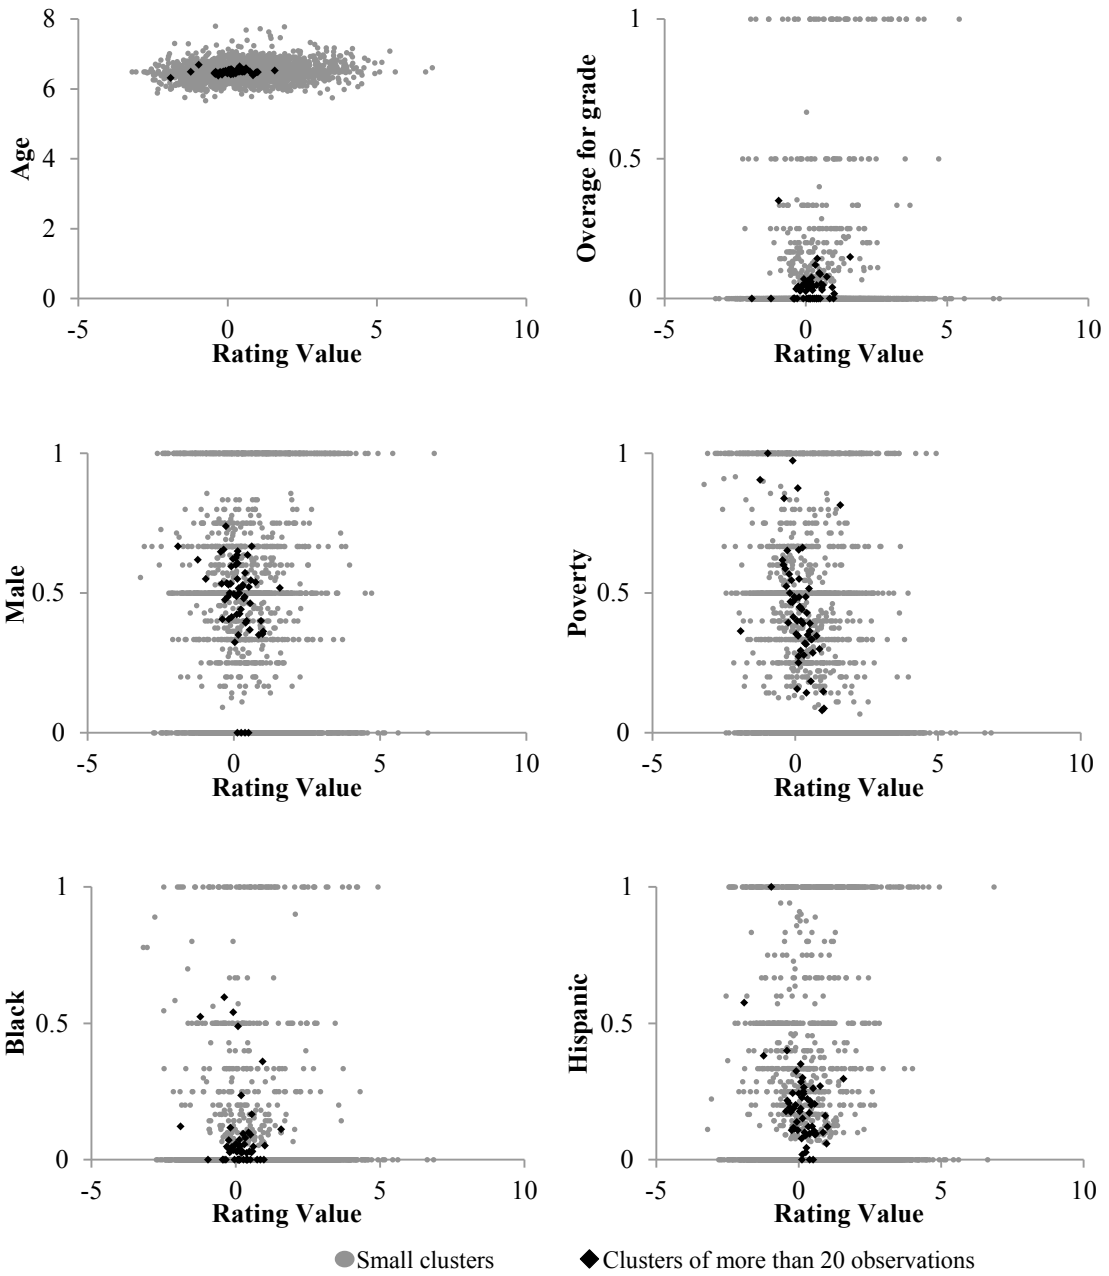 8
6
4
2
0
Age
-5 0 5 10
Rating Value
1
0.5
0
Overage for grade
-5 0 5 10
Rating Value
1
0.5
0
Male
-5 0 5 10
Rating Value
1
0.5
0
Poverty
-5 0 5 10
Rating Value
1
0.5
0
Black
-5 0 5 10
Rating Value
1
0.5
0
Hispanic
-5 0 5 10
Rating Value
Small clusters
Clusters of more than 20 observations